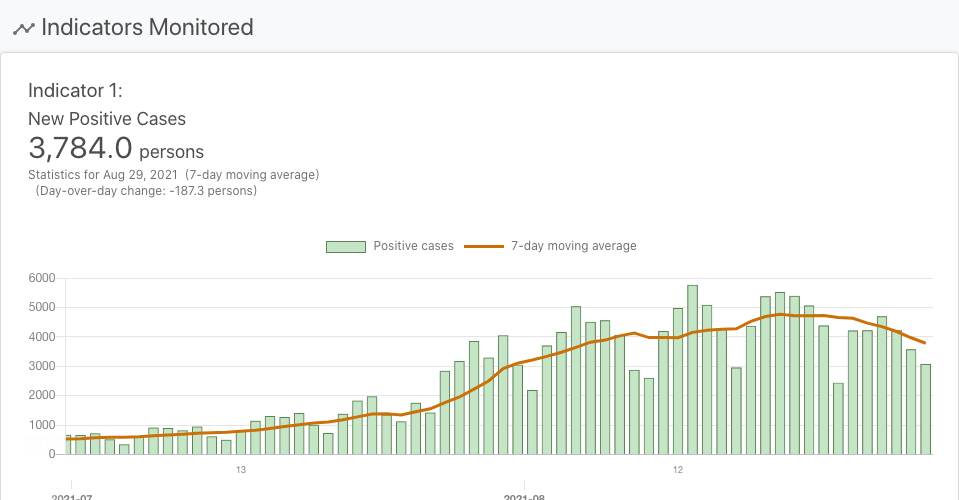 Indicators Monitored
Indicator 1:
New Positive Cases
3,784.0 persons
Statistics for Aug 29, 2021 (7-day moving average)
(Day-over-day change: -187.3 persons)
Positive cases 7-day moving average
6000
5000
4000
3000
2000
1000
0
13 12
2021-07 2021-08